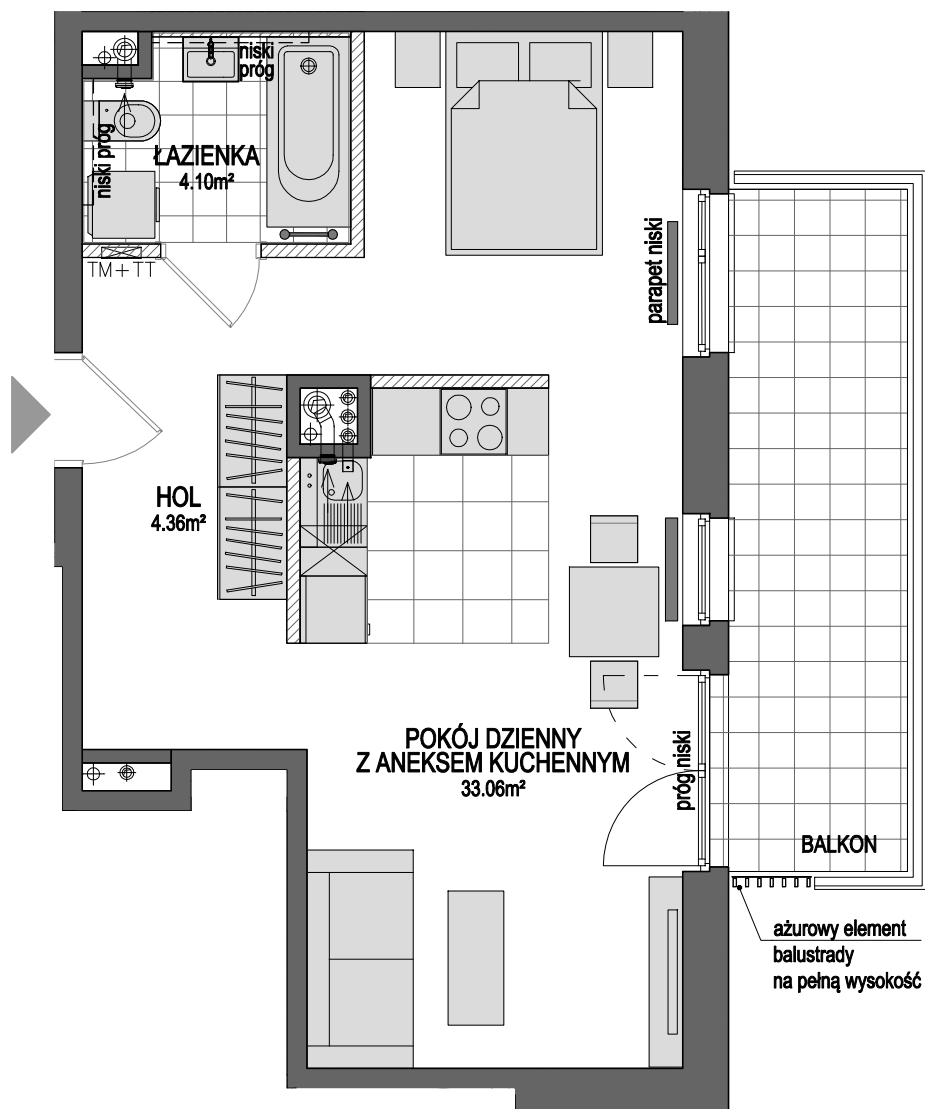 niski
próg
niski próg
ŁAZIENKA
4.10m²
TM+TT
parapet niski
HOL
4.36m²
POKÓJ DZIENNY
Z ANEKSEM KUCHENNYM
33.06m²
próg niski
BALKON
ażurowy element
balustrady
na pełną wysokość